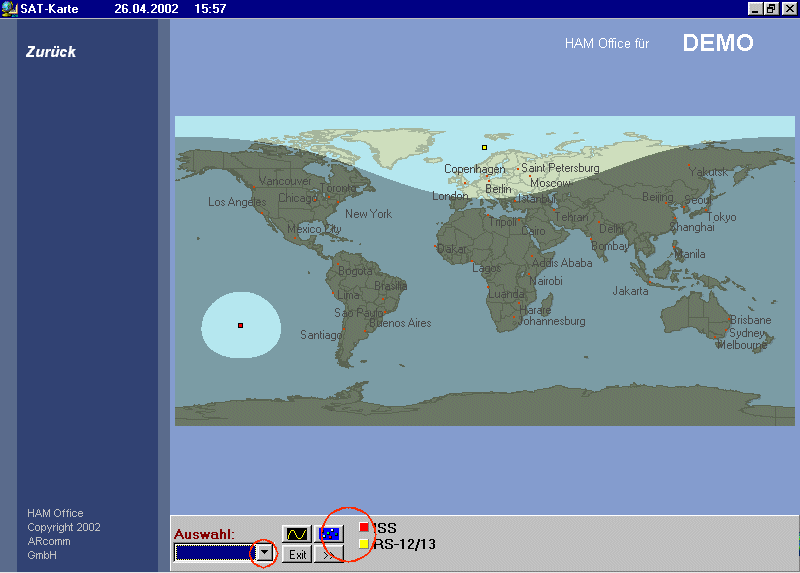 SAT-Karte 26.04.2002 15:57
Zurück
HAM Office für DEMO
Copenhagen Saint Petersburg
Yakutsk
Vancouver Berlin Moscow
Toronto
Los Angeles Chicago London Istanbul Beijing Seoul
New York Tehran Tokyo
Mexico City Tripoli Cairo Delhi Shanghai
Dakar Bombay
Manila
Bogota Lagos Addis Ababa
Brasilia Nairobi
Lima Luanda Jakarta
Sao Paulo Harare
Buenos Aires Johannesburg Brisbane
Santiago Sydney
Melbourne
HAM Office
Copyright 2002
ARcomm
GmbH
Auswahl:
Exit >>
ISS
RS-12/13